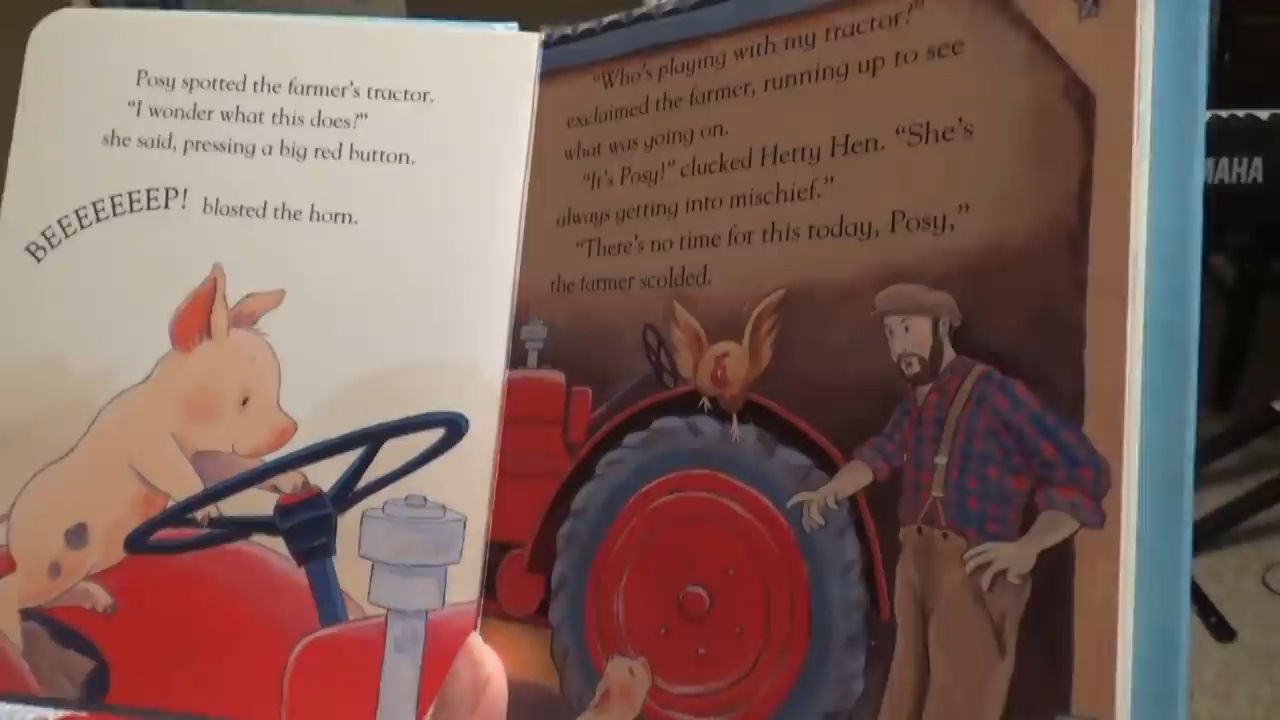 Posy spotted the farmer's tractor.
"I wonder what this does?"
she said, pressing a big red button.
BEEEEEEEP! blasted the horn.
"Who's playing with my tractor?"
exclaimed the farmer, running up to see
what was going on.
"It's Posy!" clucked Hetty Hen. "She's
always getting into mischief."
"There's no time for this today, Posy,"
the farmer scolded.